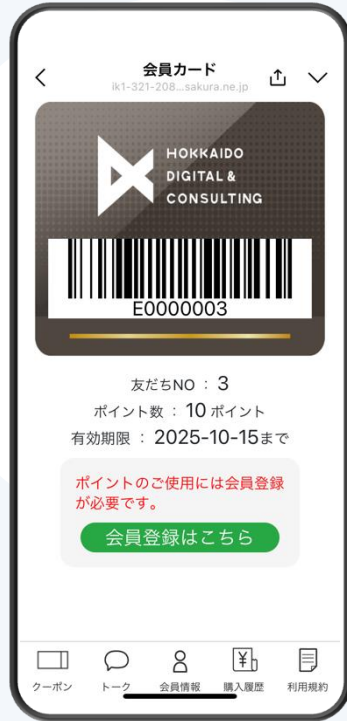 会員カード
ik1-321-208...sakura.ne.jp
HOKKAIDO
DIGITAL &
CONSULTING
E0000003
友だちNO : 3
ポイント数 : 10 ポイント
有効期限 : 2025-10-15まで
ポイントのご使用には会員登録
が必要です。
会員登録はこちら
クーポン トーク 会員情報 購入履歴 利用規約